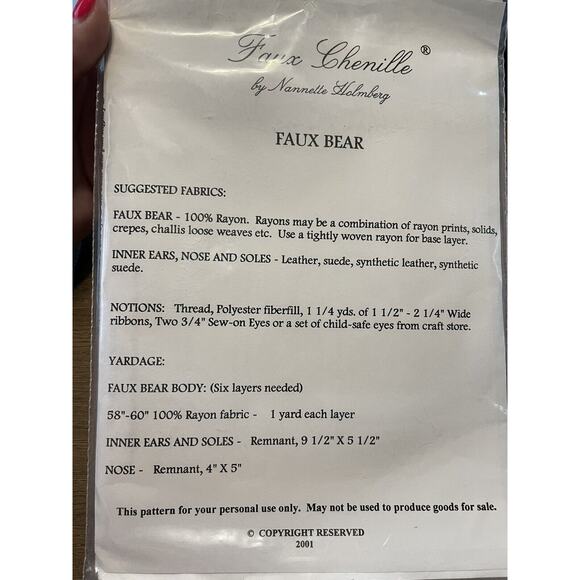 Faux Chenille ®
by Nannette Holmberg
FAUX BEAR
SUGGESTED FABRICS:
FAUX BEAR - 100% Rayon. Rayons may be a combination of rayon prints, solids,
crepes, challis loose weaves etc. Use a tightly woven rayon for base layer.
INNER EARS, NOSE AND SOLES - Leather, suede, synthetic leather, synthetic
suede.
NOTIONS: Thread, Polyester fiberfill, 1 1/4 yds. of 1 1/2" - 2 1/4" Wide
ribbons, Two 3/4" Sew-on Eyes or a set of child-safe eyes from craft store.
YARDAGE:
FAUX BEAR BODY: (Six layers needed)
58"-60" 100% Rayon fabric - 1 yard each layer
INNER EARS AND SOLES - Remnant, 9 1/2" X 5 1/2"
NOSE - Remnant, 4" X 5"
This pattern for your personal use only. May not be used to produce goods for sale.
© COPYRIGHT RESERVED
2001